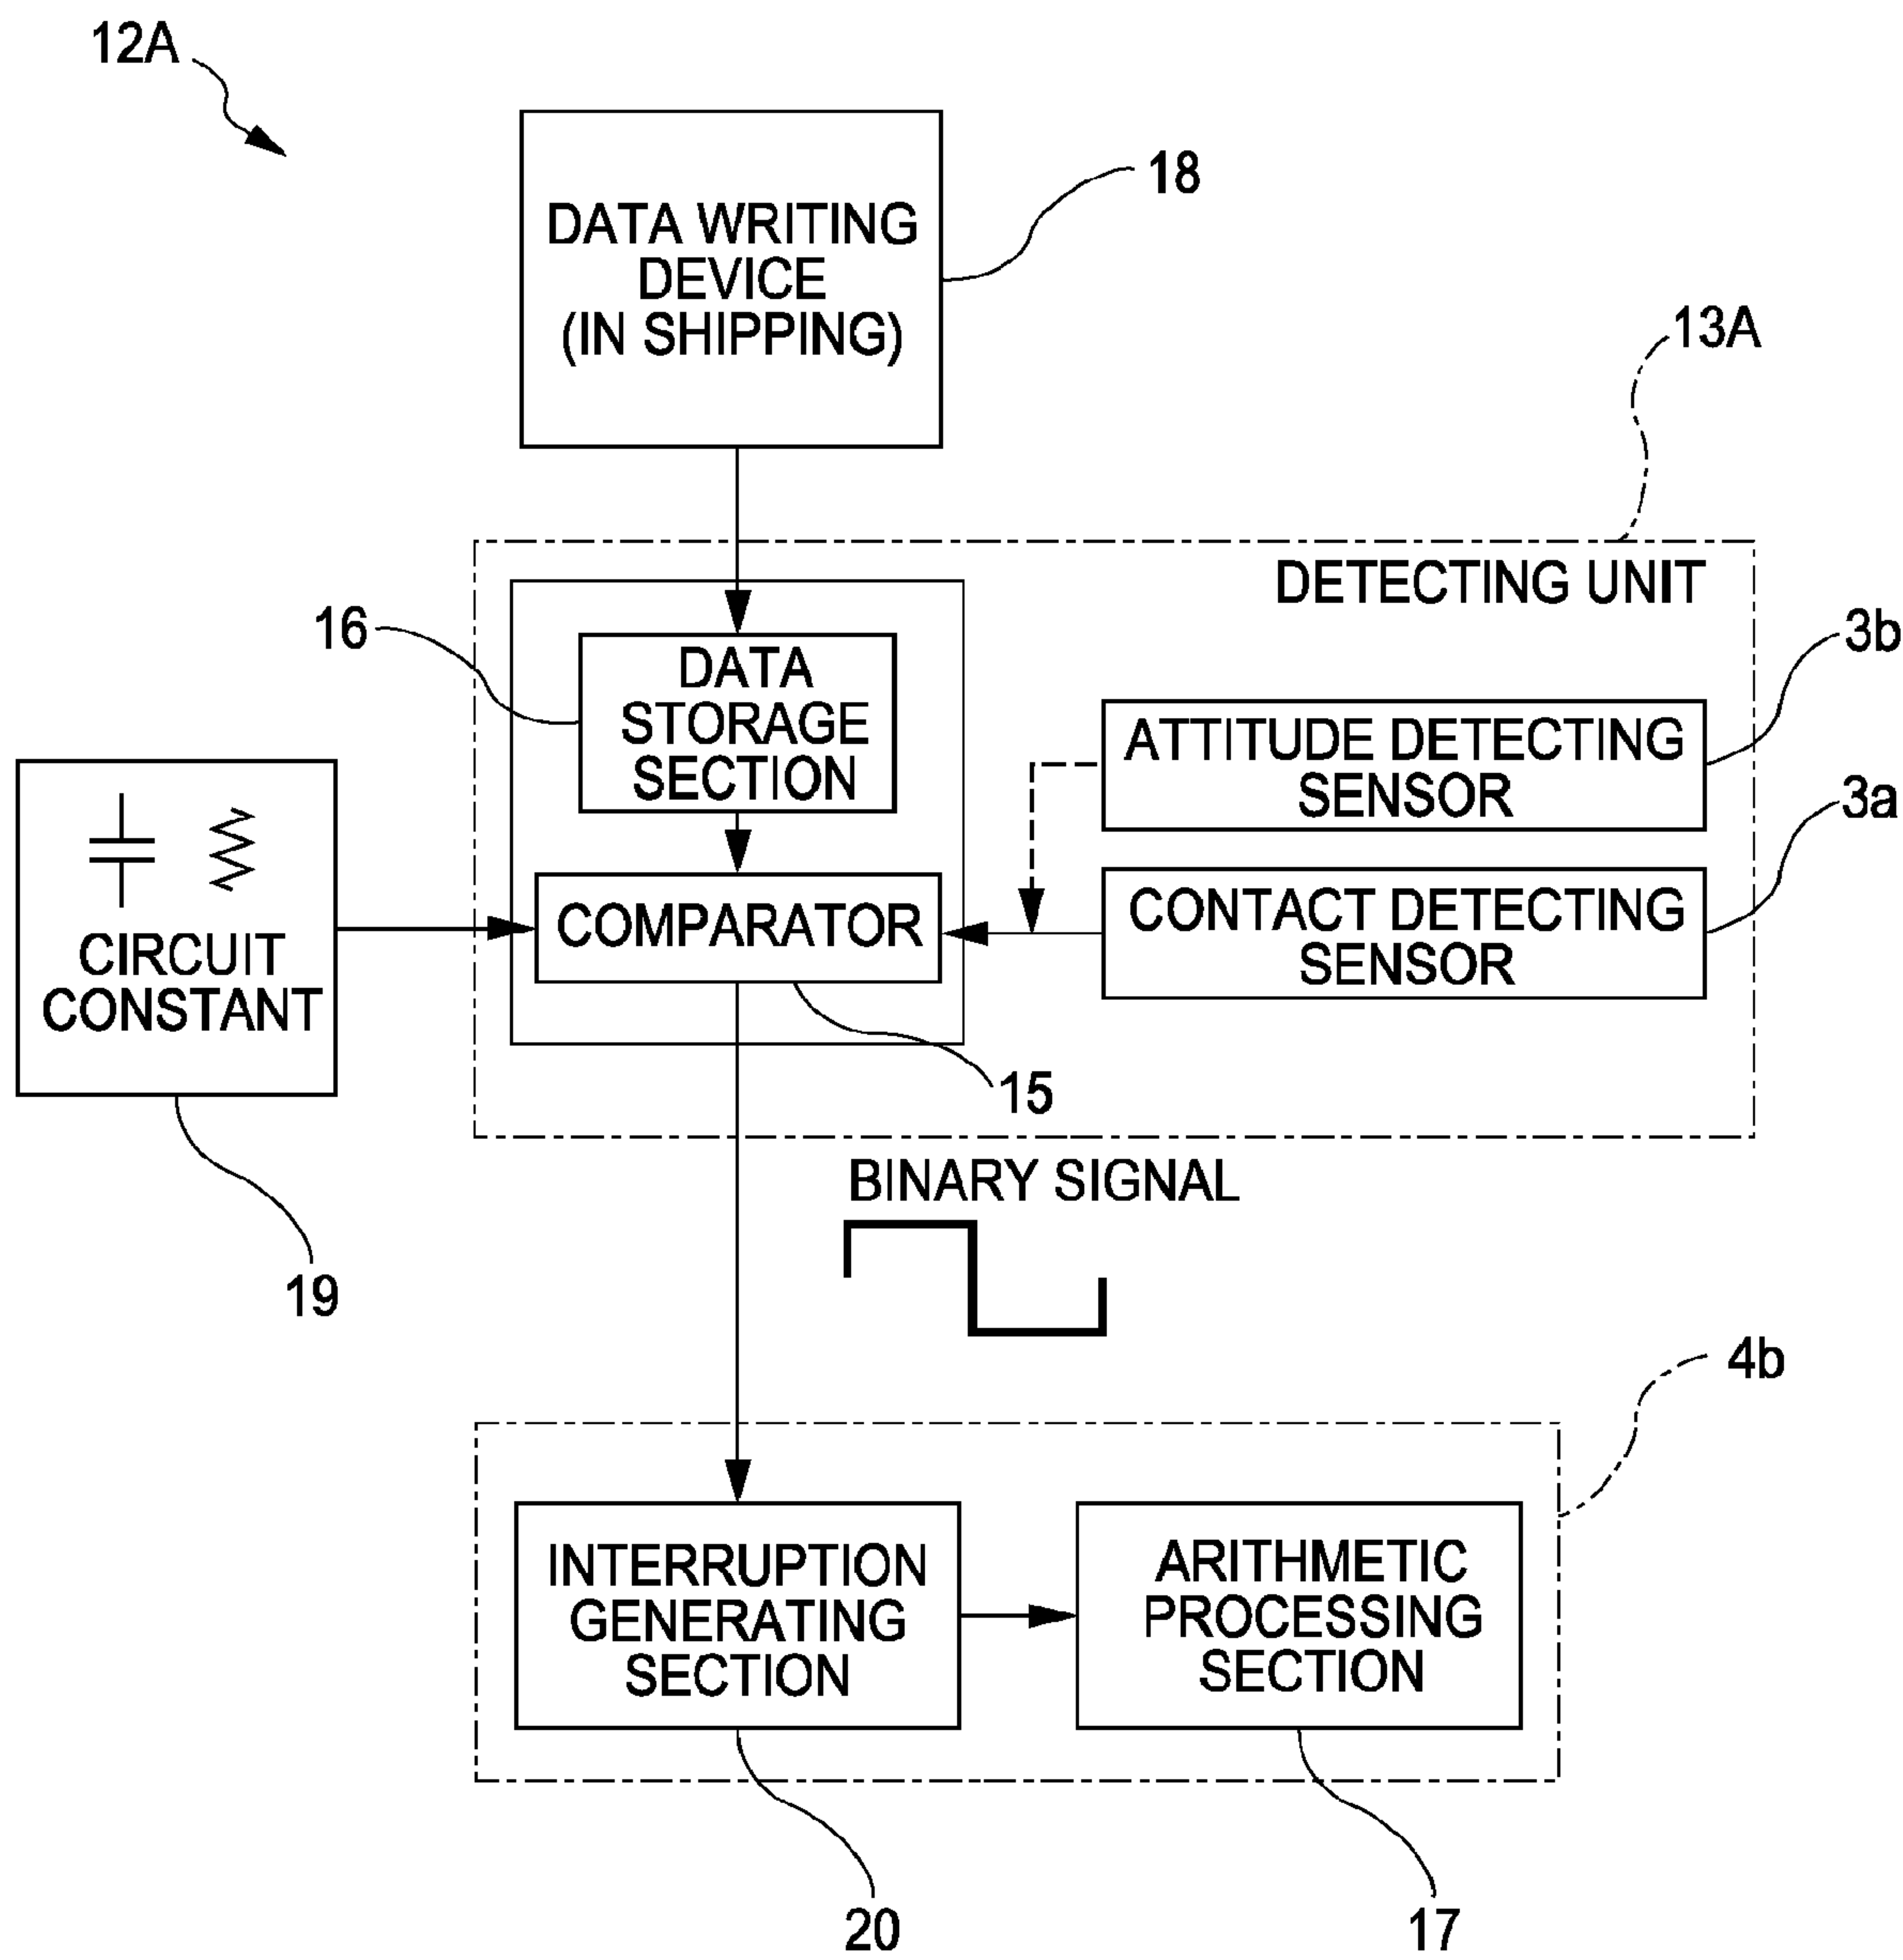 12A
DATA WRITING
DEVICE
(IN SHIPPING)
18
13A
DETECTING UNIT
16
DATA
STORAGE
SECTION
3b
ATTITUDE DETECTING
SENSOR
3a
CONTACT DETECTING
SENSOR
COMPARATOR
CIRCUIT
CONSTANT
15
19
BINARY SIGNAL
4b
INTERRUPTION
GENERATING
SECTION
ARITHMETIC
PROCESSING
SECTION
20
17